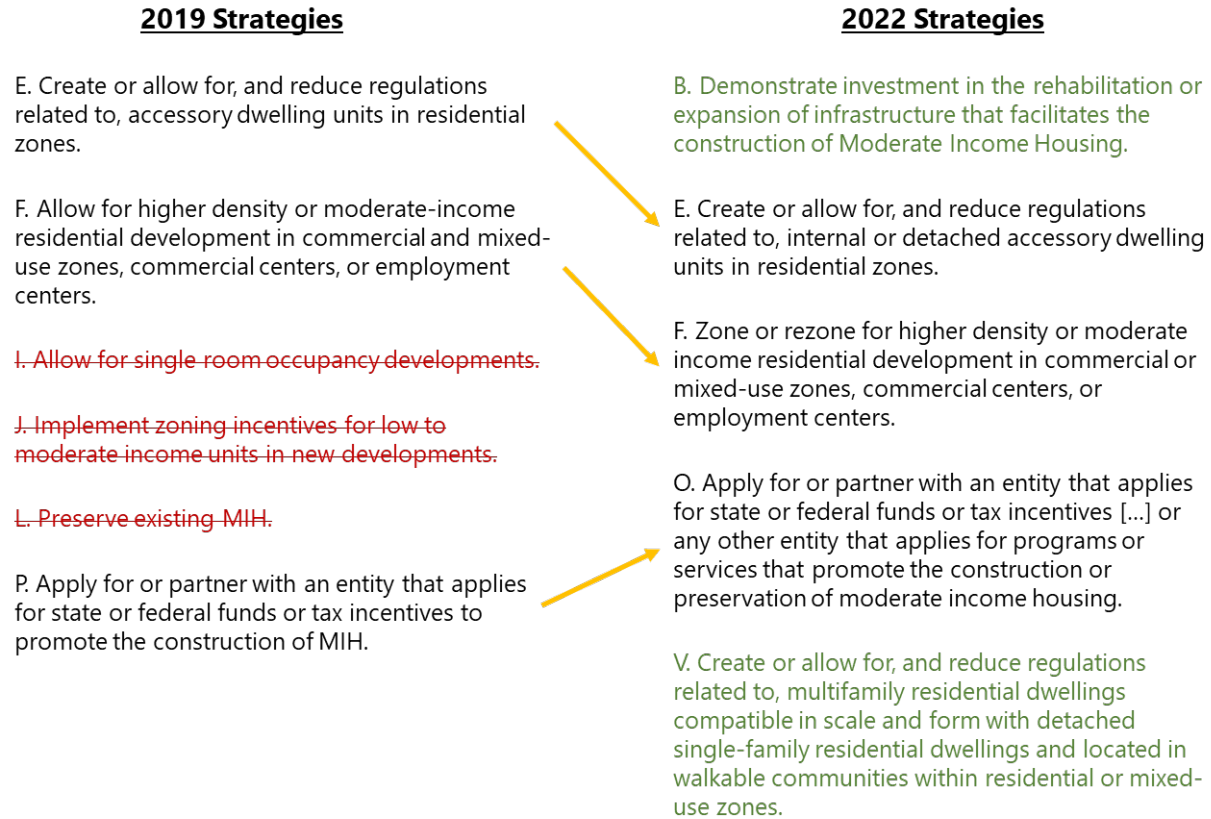 2019 Strategies
E. Create or allow for, and reduce regulations
related to, accessory dwelling units in residential
zones.
F. Allow for higher density or moderate-income
residential development in commercial and mixed-
use zones, commercial centers, or employment
centers.
I. Allow for single room occupancy developments.
J. Implement zoning incentives for low to
moderate income units in new developments.
L. Preserve existing MIH.
P. Apply for or partner with an entity that applies
for state or federal funds or tax incentives to
promote the construction of MIH.
2022 Strategies
B. Demonstrate investment in the rehabilitation or
expansion of infrastructure that facilitates the
construction of Moderate Income Housing.
E. Create or allow for, and reduce regulations
related to, internal or detached accessory dwelling
units in residential zones.
F. Zone or rezone for higher density or moderate
income residential development in commercial or
mixed-use zones, commercial centers, or
employment centers.
O. Apply for or partner with an entity that applies
for state or federal funds or tax incentives [...] or
any other entity that applies for programs or
services that promote the construction or
preservation of moderate income housing.
V. Create or allow for, and reduce regulations
related to, multifamily residential dwellings
compatible in scale and form with detached
single-family residential dwellings and located in
walkable communities within residential or mixed-
use zones.